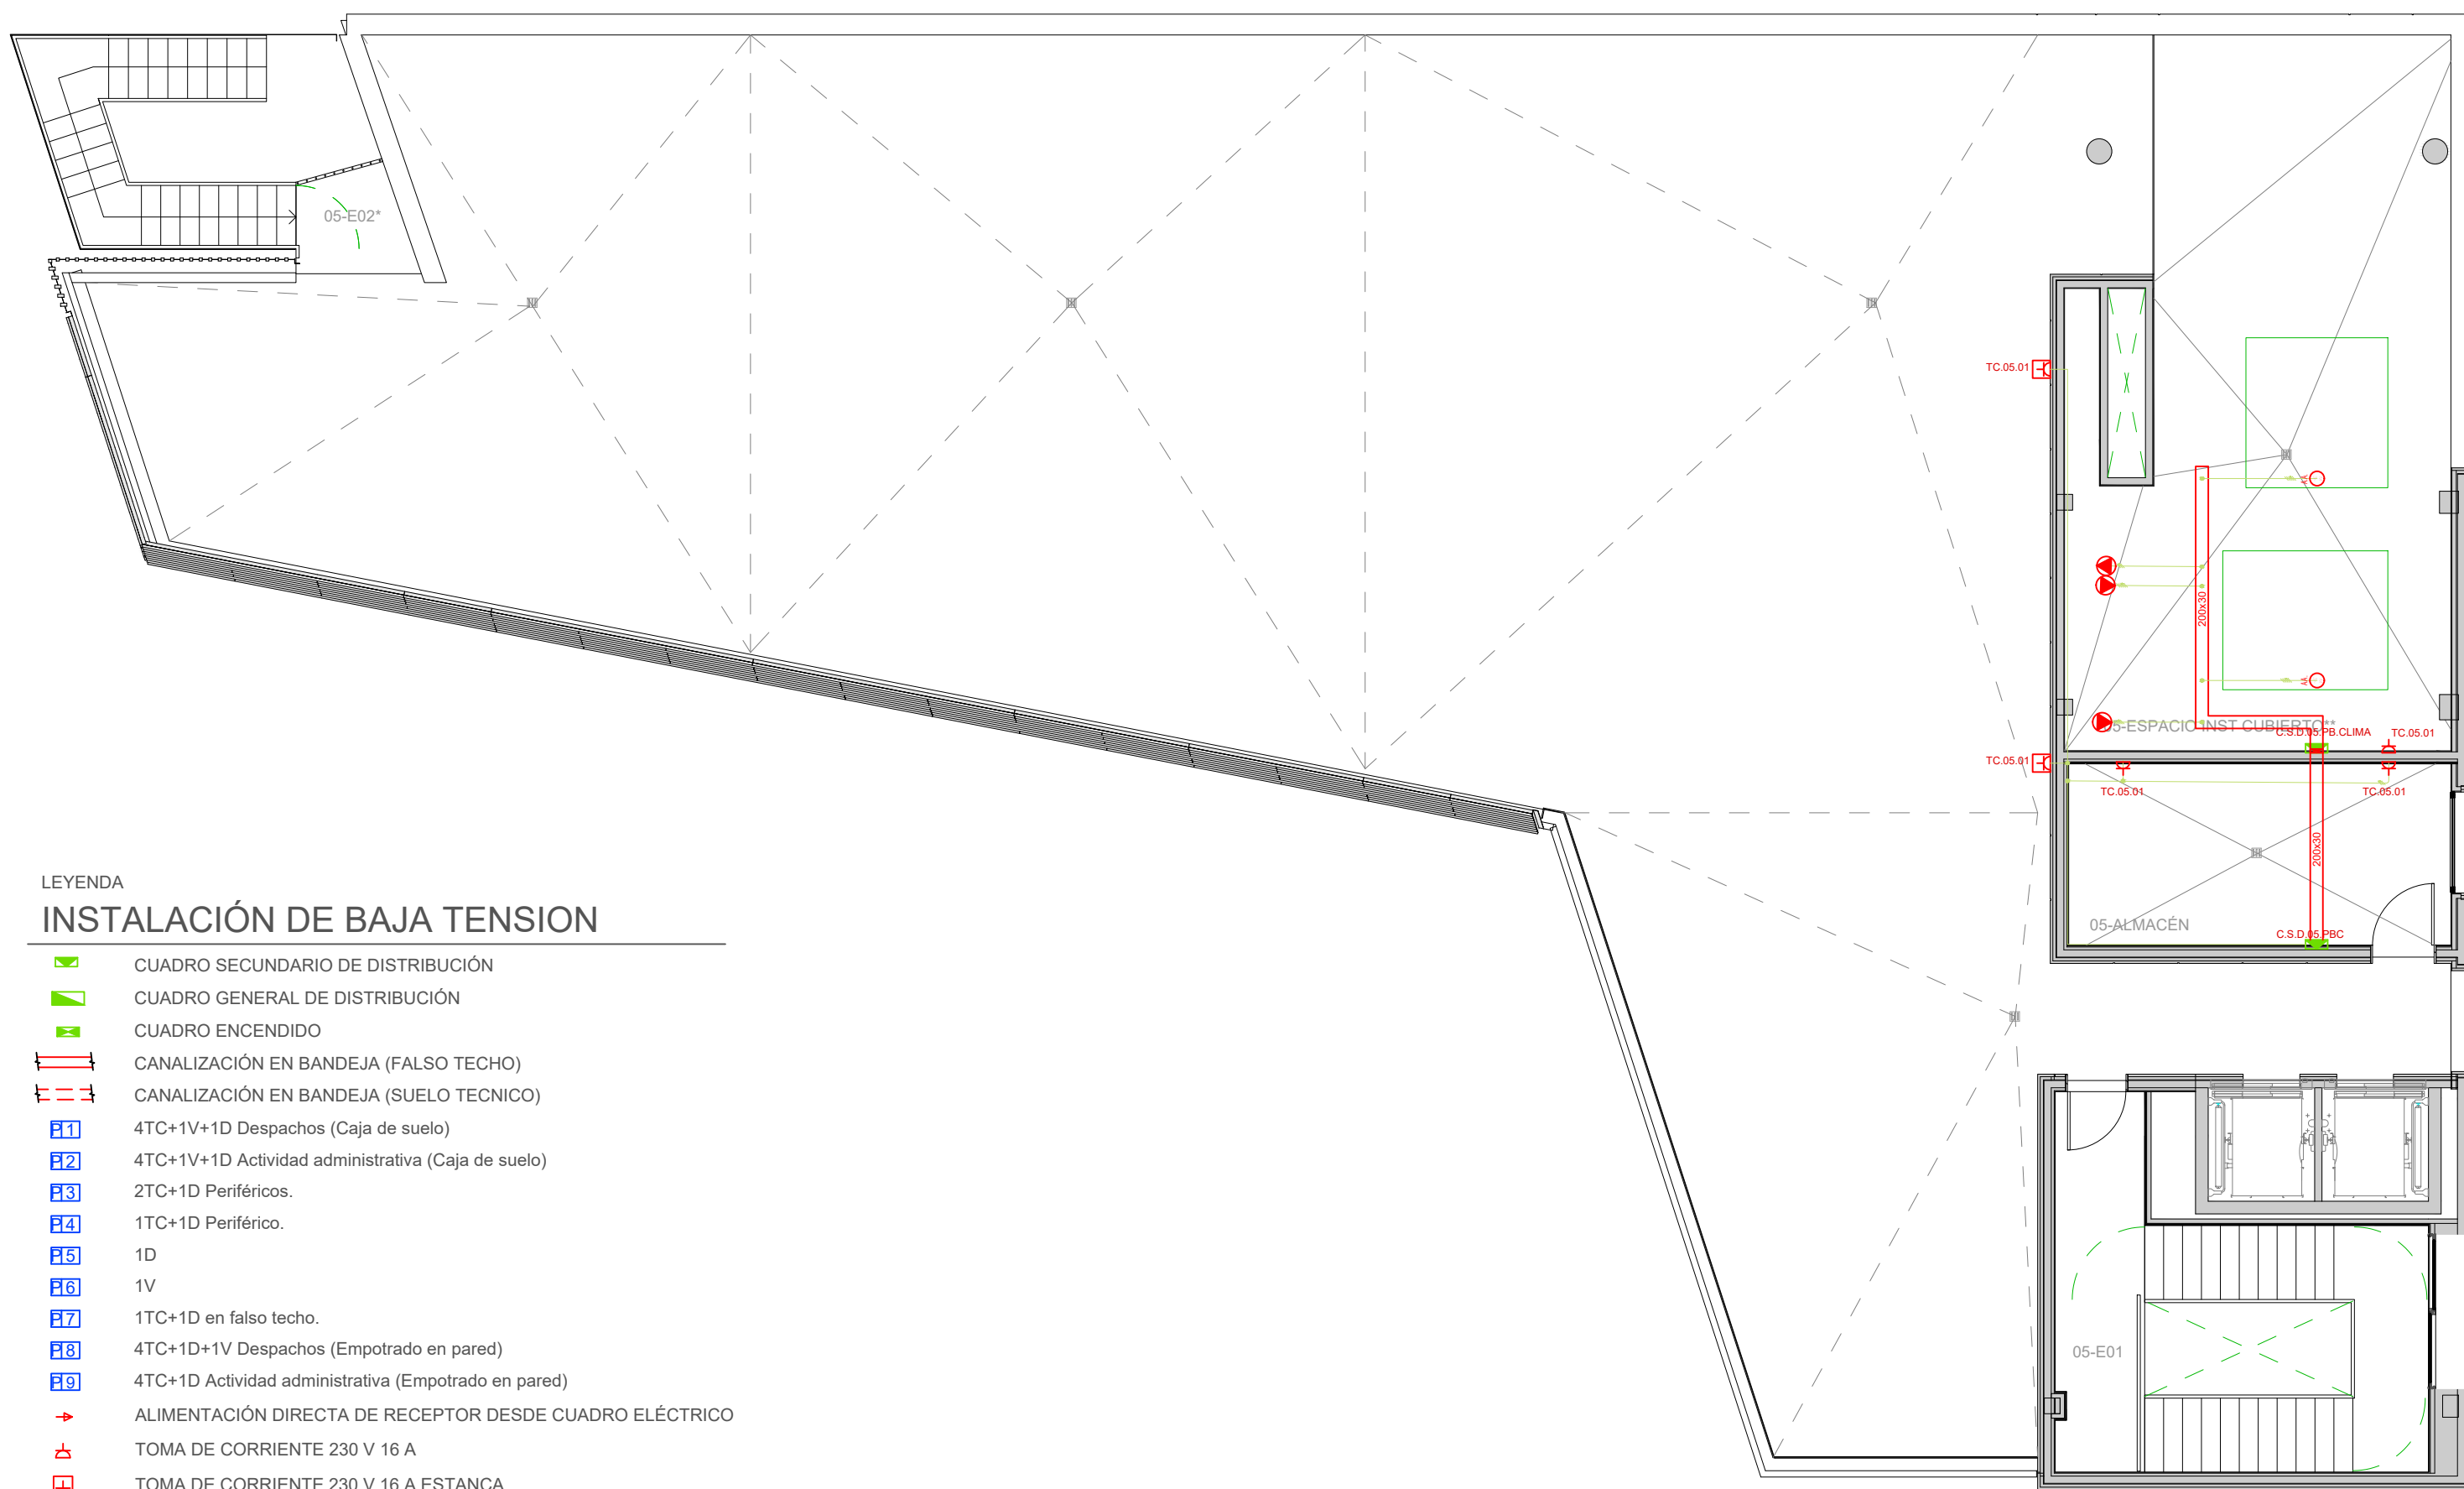 05-E02*
TC.05.01
200x30
05-ESPACIO INST CUBIERTO**
C.S.D.05.PB.CLIMA
TC.05.01
TC.05.01
TC.05.01
TC.05.01
200x30
05-ALMACÉN
C.S.D.05.PBC
05-E01
LEYENDA
INSTALACIÓN DE BAJA TENSION
CUADRO SECUNDARIO DE DISTRIBUCIÓN
CUADRO GENERAL DE DISTRIBUCIÓN
CUADRO ENCENDIDO
CANALIZACIÓN EN BANDEJA (FALSO TECHO)
CANALIZACIÓN EN BANDEJA (SUELO TECNICO)
P1 4TC+1V+1D Despachos (Caja de suelo)
P2 4TC+1V+1D Actividad administrativa (Caja de suelo)
P3 2TC+1D Periféricos.
P4 1TC+1D Periférico.
P5 1D
P6 1V
P7 1TC+1D en falso techo.
P8 4TC+1D+1V Despachos (Empotrado en pared)
P9 4TC+1D Actividad administrativa (Empotrado en pared)
ALIMENTACIÓN DIRECTA DE RECEPTOR DESDE CUADRO ELÉCTRICO
TOMA DE CORRIENTE 230 V 16 A
TOMA DE CORRIENTE 230 V 16 A ESTANCA